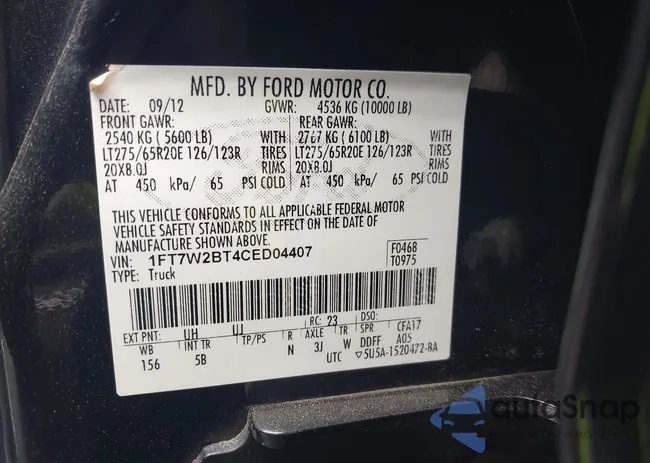 MFD. BY FORD MOTOR CO.
DATE: 09/12 GVWR: 4536 KG (10000 LB)
FRONT GAWR: REAR GAWR:
2540 KG (5600 LB) WITH 2767 KG (6100 LB) WITH
LT275/65R20E 126/123R TIRES LT275/65R20E 126/123R TIRES
20X8.0J RIMS 20X8.0J RIMS
AT 450 kPa/ 65 PSI COLD AT 450 kPa/ 65 PSI COLD
THIS VEHICLE CONFORMS TO ALL APPLICABLE FEDERAL MOTOR
VEHICLE SAFETY STANDARDS IN EFFECT ON THE DATE OF
MANUFACTURE SHOWN ABOVE.
VIN: 1FT7W2BT4CED04407 F0468
TYPE: Truck T0975
RC: 23 DSO:
EXT PNT: UH UJ CFA17
WB INT TR TP/PS R AXLE TR SPR A05
156 5B N 3J W DDFF
UTC ▽5U5A-1520472-BA
autoSnap